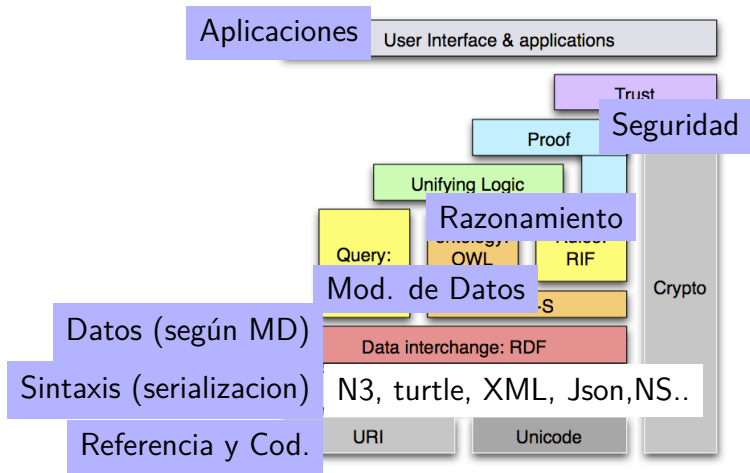 Aplicaciones
User Interface & applications
Trust
Seguridad
Proof
Unifying Logic
Razonamiento
Query:
OWL
RIF
Crypto
Mod. de Datos
-S
Datos (según MD)
Data interchange: RDF
Sintaxis (serializacion)
N3, turtle, XML, Json,NS..
Referencia y Cod.
URI
Unicode